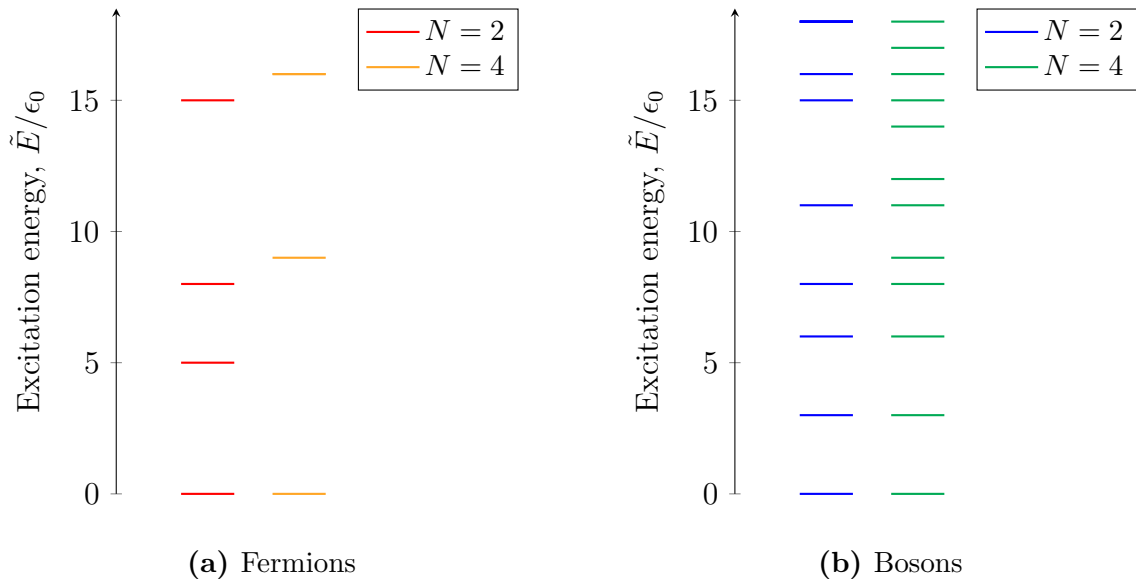 N = 2
N = 4
15
10
5
0
Excitation energy, Ẽ/ϵ₀
(a) Fermions
N = 2
N = 4
15
10
5
0
Excitation energy, Ẽ/ϵ₀
(b) Bosons